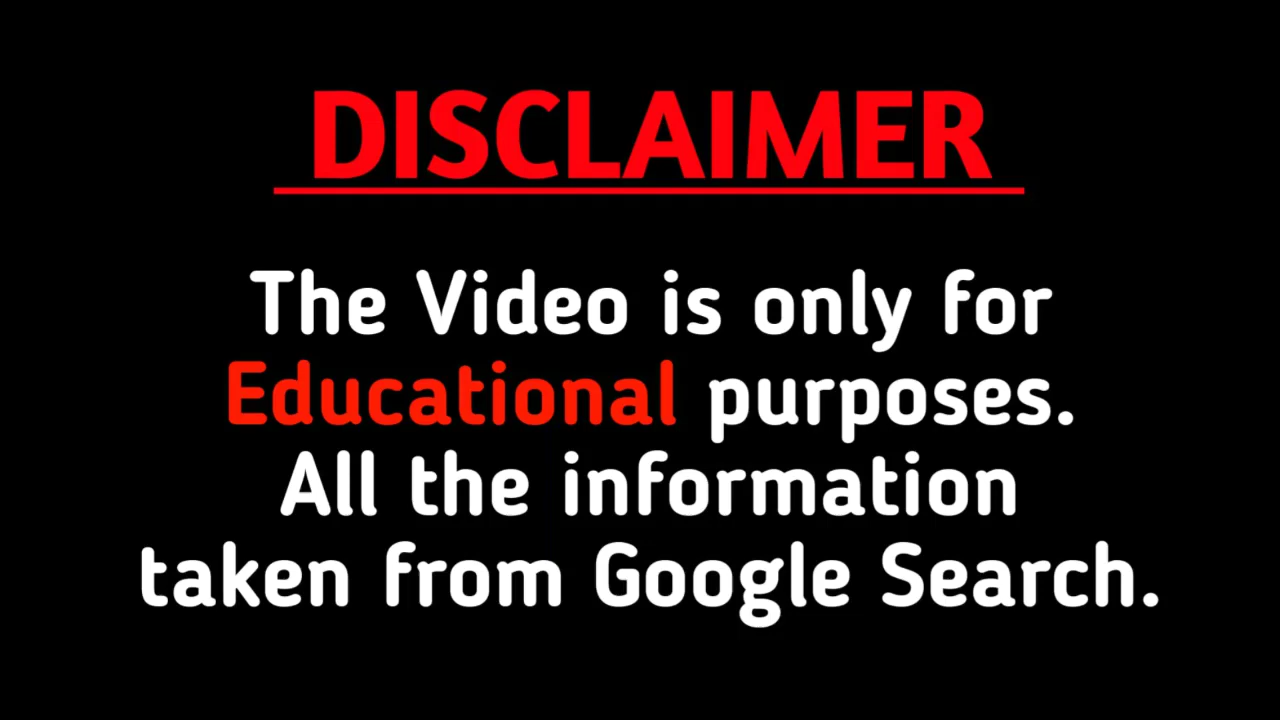 DISCLAIMER
The Video is only for
Educational purposes.
All the information
taken from Google Search.